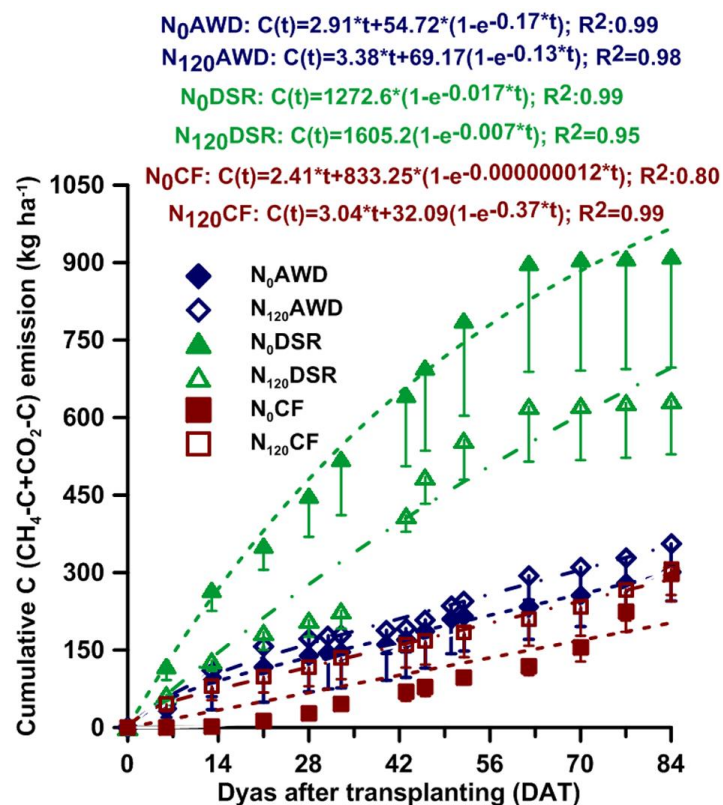 N0AWD: C(t)=2.91*t+54.72*(1-e-0.17*t); R2:0.99
N120AWD: C(t)=3.38*t+69.17(1-e-0.13*t); R2=0.98
N0DSR: C(t)=1272.6*(1-e-0.017*t); R2:0.99
N120DSR: C(t)=1605.2(1-e-0.007*t); R2=0.95
N0CF: C(t)=2.41*t+833.25*(1-e-0.000000012*t); R2:0.80
N120CF: C(t)=3.04*t+32.09(1-e-0.37*t); R2=0.99
Cumulative C (CH4-C+CO2-C) emission (kg ha-1)
1050
900
750
600
450
300
150
0
N0AWD
N120AWD
N0DSR
N120DSR
N0CF
N120CF
0 14 28 42 56 70 84
Dyas after transplanting (DAT)